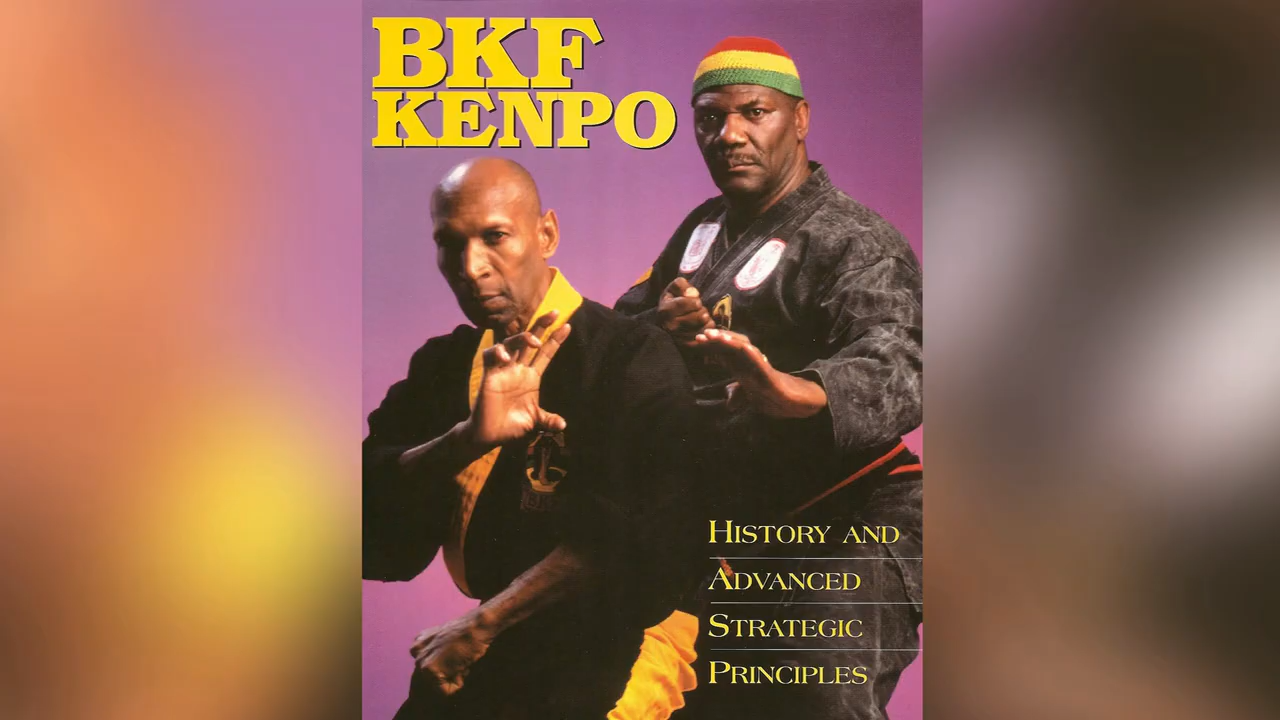 BKF
KENPO
HISTORY AND
ADVANCED
STRATEGIC
PRINCIPLES